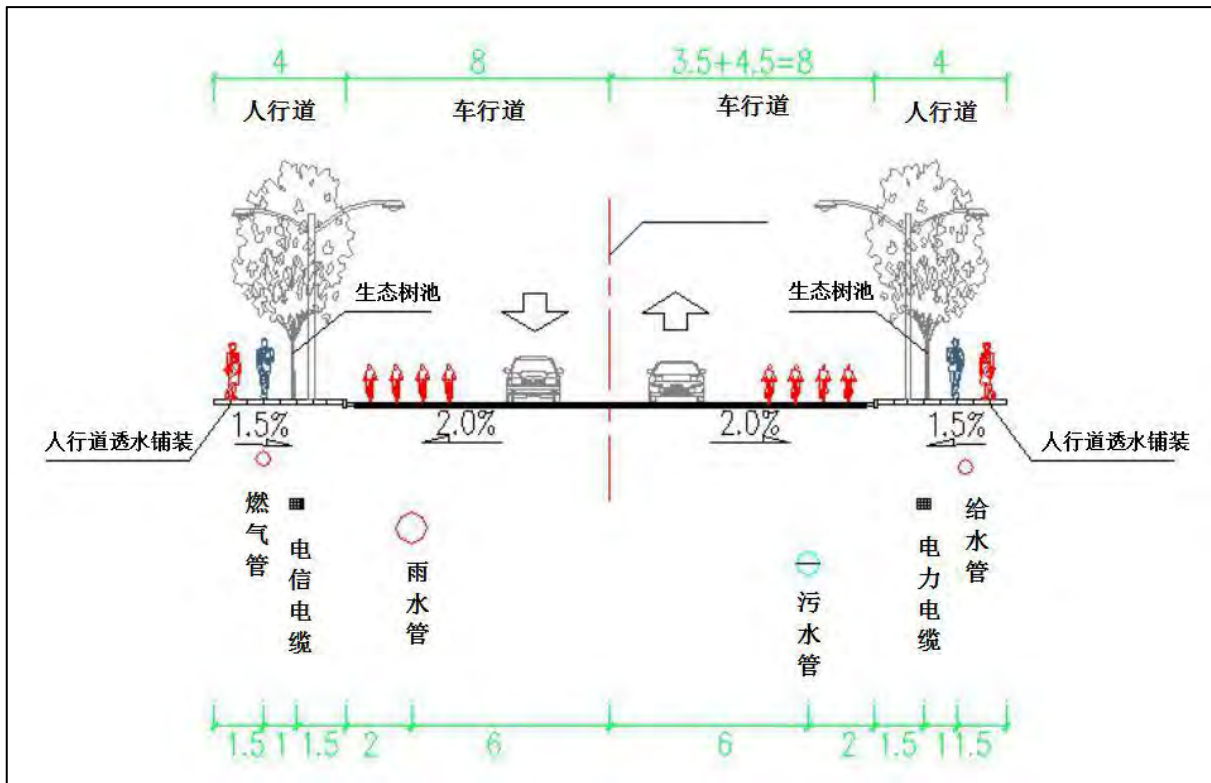 4
8
3.5+4.5=8
4
人行道
车行道
车行道
人行道
生态树池
生态树池
1.5%
2.0%
2.0%
1.5%
人行道透水铺装
人行道透水铺装
燃气管
电信电缆
雨水管
污水管
电力电缆
给水管
1.5
1
1.5
2
6
6
2
1.5
1
1.5